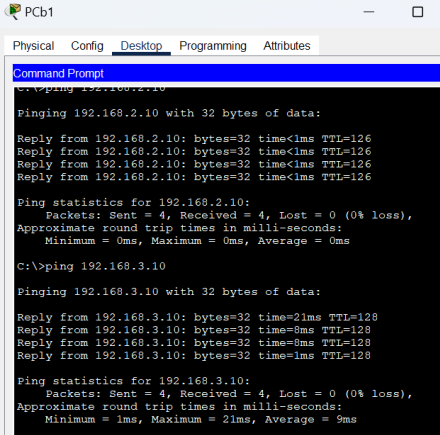 PCb1
Physical Config Desktop Programming Attributes
Command Prompt
C:\>ping 192.168.2.10
Pinging 192.168.2.10 with 32 bytes of data:
Reply from 192.168.2.10: bytes=32 time<1ms TTL=126
Reply from 192.168.2.10: bytes=32 time<1ms TTL=126
Reply from 192.168.2.10: bytes=32 time<1ms TTL=126
Reply from 192.168.2.10: bytes=32 time<1ms TTL=126
Ping statistics for 192.168.2.10:
Packets: Sent = 4, Received = 4, Lost = 0 (0% loss),
Approximate round trip times in milli-seconds:
Minimum = 0ms, Maximum = 0ms, Average = 0ms
C:\>ping 192.168.3.10
Pinging 192.168.3.10 with 32 bytes of data:
Reply from 192.168.3.10: bytes=32 time=21ms TTL=128
Reply from 192.168.3.10: bytes=32 time=8ms TTL=128
Reply from 192.168.3.10: bytes=32 time=8ms TTL=128
Reply from 192.168.3.10: bytes=32 time=1ms TTL=128
Ping statistics for 192.168.3.10:
Packets: Sent = 4, Received = 4, Lost = 0 (0% loss),
Approximate round trip times in milli-seconds:
Minimum = 1ms, Maximum = 21ms, Average = 9ms